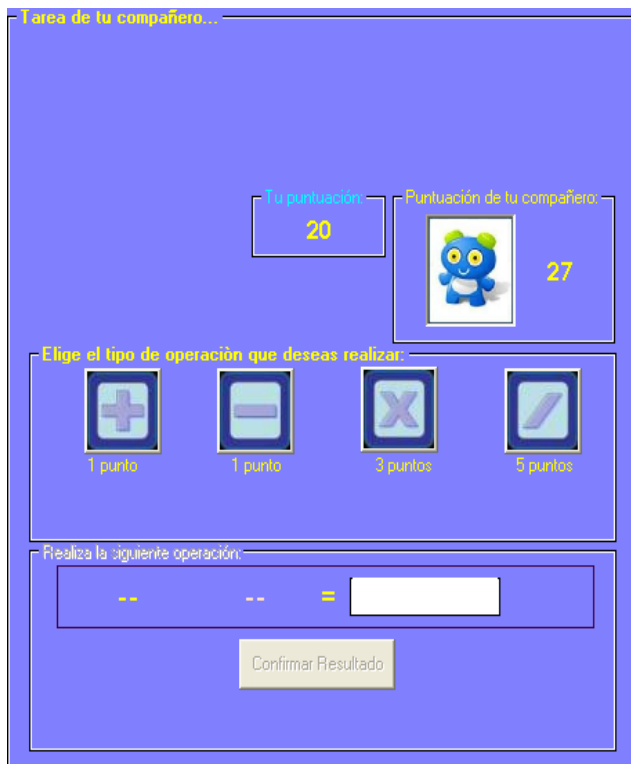 Tarea de tu compañero...
Tu puntuación:
20
Puntuación de tu compañero:
27
Elige el tipo de operaciòn que deseas realizar:
1 punto
1 punto
3 puntos
5 puntos
Realiza la siguiente operación:
-- -- =
Confirmar Resultado